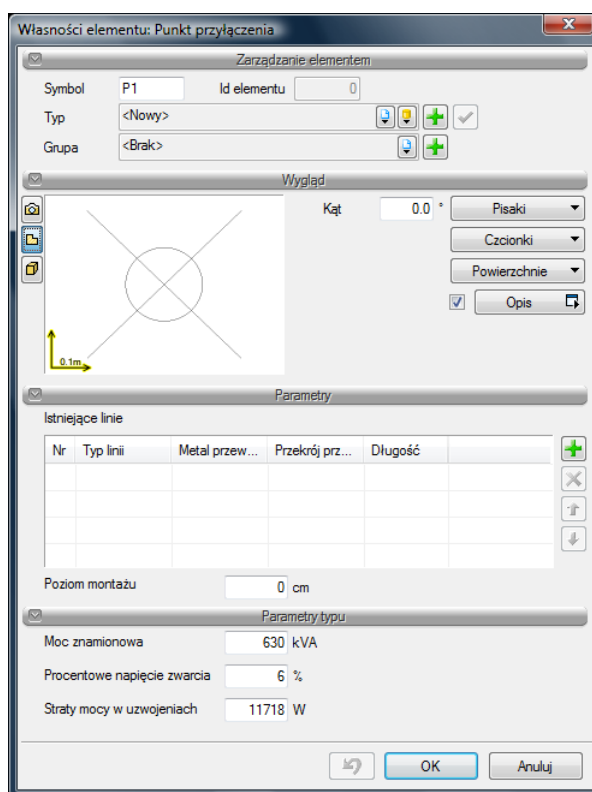 Własności elementu: Punkt przyłączenia
Zarządzanie elementem
Symbol P1 Id elementu 0
Typ <Nowy>
Grupa <Brak>
Wygląd
Kąt 0.0 ° Pisaki
Czcionki
Powierzchnie
Opis
0.1m
Parametry
Istniejące linie
Nr Typ linii Metal przew... Przekrój prz... Długość
Poziom montażu 0 cm
Parametry typu
Moc znamionowa 630 kVA
Procentowe napięcie zwarcia 6 %
Straty mocy w uzwojeniach 11718 W
OK Anuluj